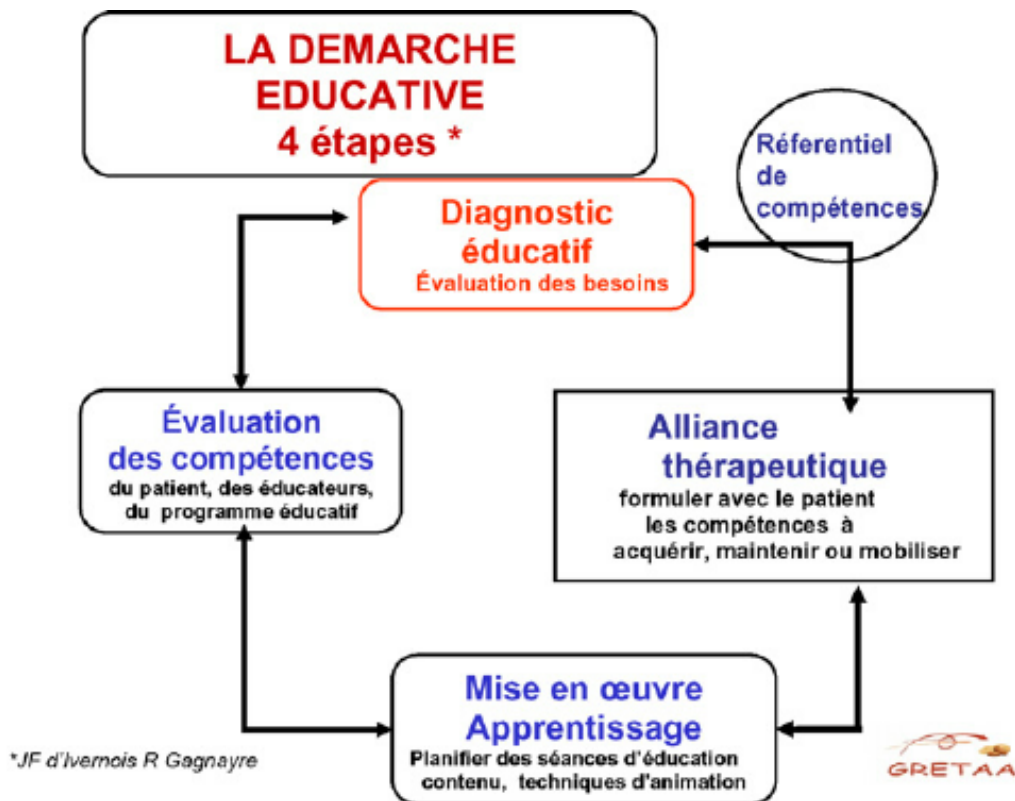 LA DEMARCHE
EDUCATIVE
4 étapes *
Réferentiel
de
compétences
Diagnostic
éducatif
Évaluation des besoins
Évaluation
des compétences
du patient, des éducateurs,
du programme éducatif
Alliance
thérapeutique
formuler avec le patient
les compétences à
acquérir, maintenir ou mobiliser
Mise en œuvre
Apprentissage
Planifier des séances d'éducation
contenu, techniques d'animation
*JF d'Ivernois R Gagnayre
GRETAA